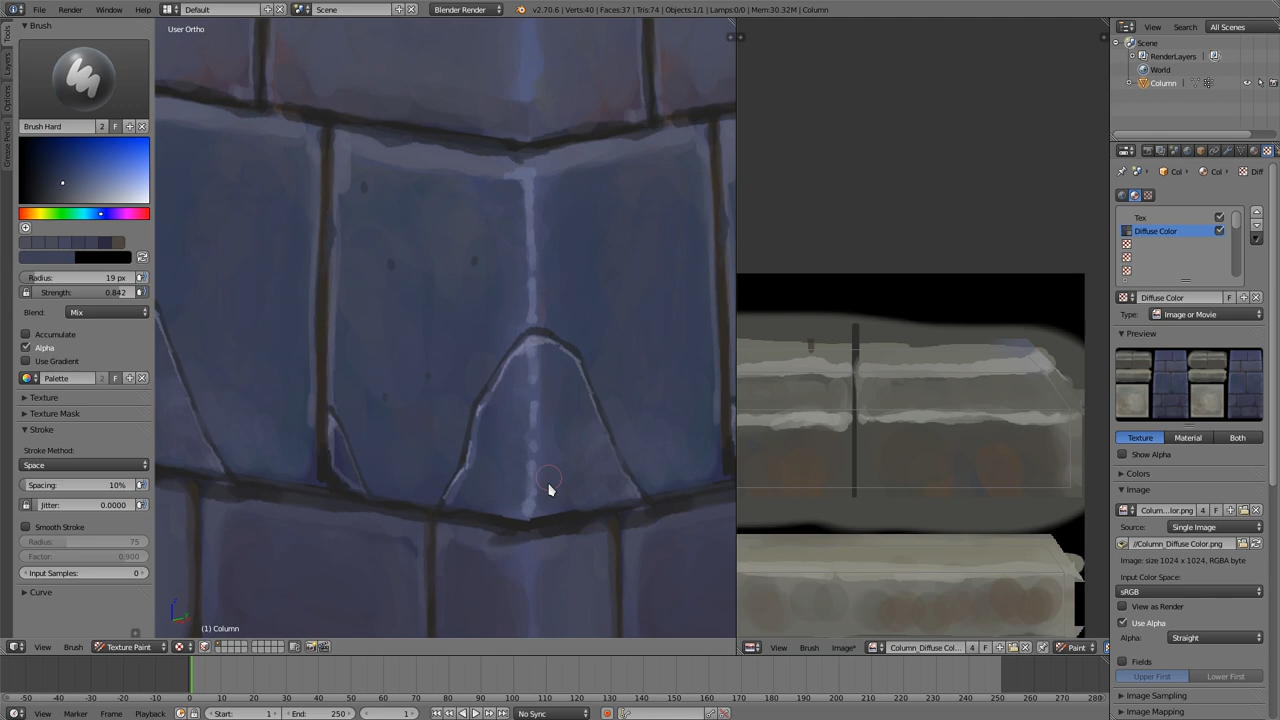 File Render Window Help Default Scene Blender Render v2.70.6 | Verts:40 | Faces:37 | Tris:74 | Objects:1/1 | Lamps:0/0 | Mem:30.32M | Column
Tools
Layers
Options
Grease Pencil
Brush
Brush Hard 2 F
Radius: 19 px
Strength: 0.842
Blend: Mix
Accumulate
Alpha
Use Gradient
Palette 2 F
Texture
Texture Mask
Stroke
Stroke Method:
Space
Spacing: 10%
Jitter: 0.0000
Smooth Stroke
Radius: 75
Factor: 0.900
Input Samples: 0
Curve
User Ortho
(1) Column
View Brush Texture Paint
View Brush Image* Column_Diffuse Col... 4 F Paint
View Search All Scenes
Scene
RenderLayers
World
Column
Col Col Diff
Tex
Diffuse Color
Diffuse Color F
Type: Image or Movie
Preview
Texture Material Both
Show Alpha
Colors
Image
Colum...lor.png 4 F
Source: Single Image
//Column_Diffuse Color.png
Image: size 1024 x 1024, RGBA byte
Input Color Space:
sRGB
View as Render
Use Alpha
Alpha: Straight
Fields
Upper First Lower First
Image Sampling
Image Mapping
-50 -40 -30 -20 -10 0 10 20 30 40 50 60 70 80 90 100 110 120 130 140 150 160 170 180 190 200 210 220 230 240 250 260 270 280
View Marker Frame Playback Start: 1 End: 250 1 No Sync